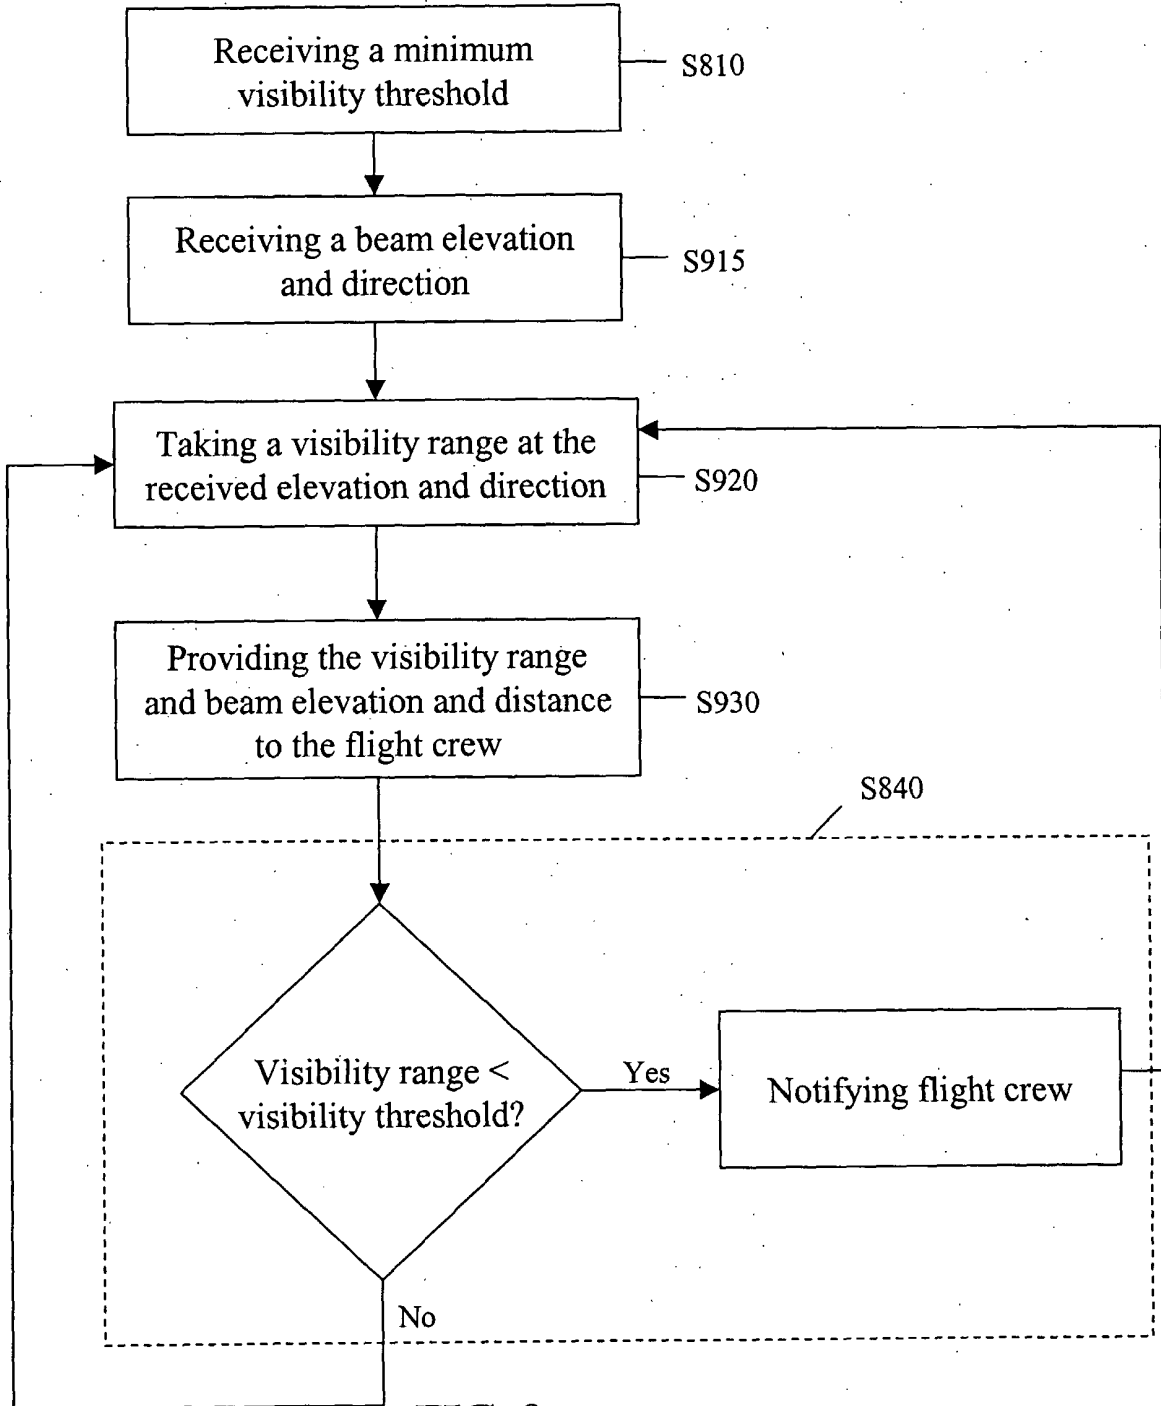 Receiving a minimum
visibility threshold
S810
Receiving a beam elevation
and direction
S915
Taking a visibility range at the
received elevation and direction
S920
Providing the visibility range
and beam elevation and distance
to the flight crew
S930
S840
Visibility range <
visibility threshold?
Yes
Notifying flight crew
No